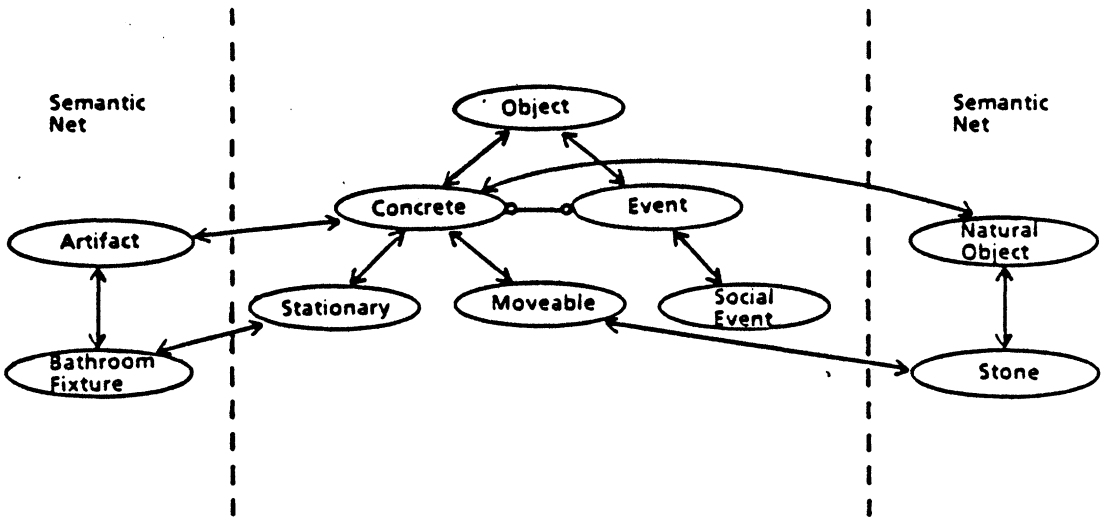 Semantic
Net
Semantic
Net
Object
Concrete
Event
Artifact
Natural
Object
Stationary
Moveable
Social
Event
Bathroom
Fixture
Stone